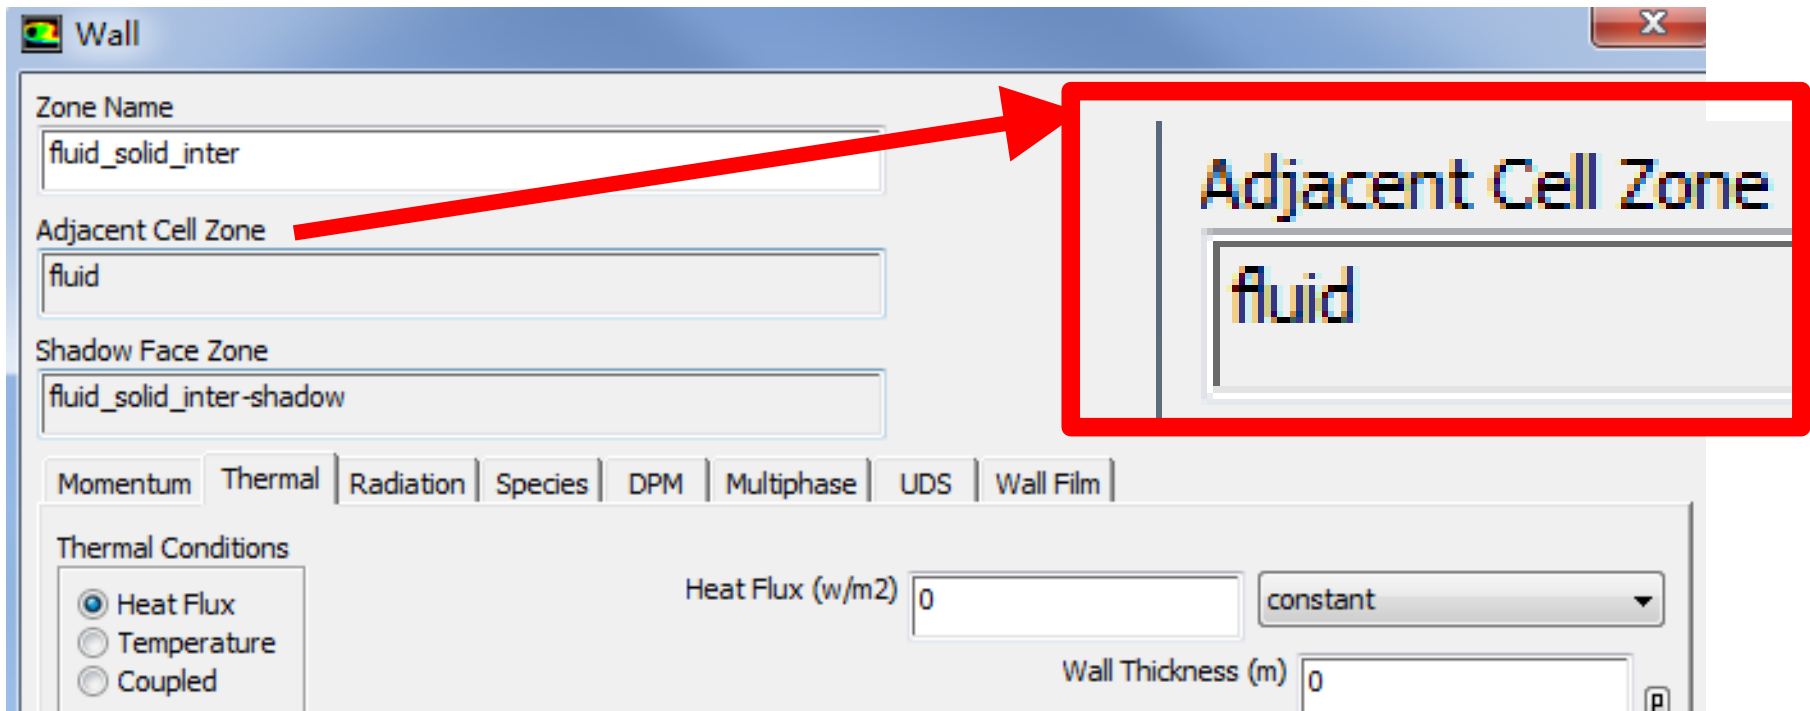 Wall
x
Zone Name
fluid_solid_inter
Adjacent Cell Zone
fluid
Adjacent Cell Zone
fluid
Shadow Face Zone
fluid_solid_inter-shadow
Momentum Thermal Radiation Species DPM Multiphase UDS Wall Film
Thermal Conditions
Heat Flux
Temperature
Coupled
Heat Flux (w/m2) 0 constant
Wall Thickness (m) 0
P